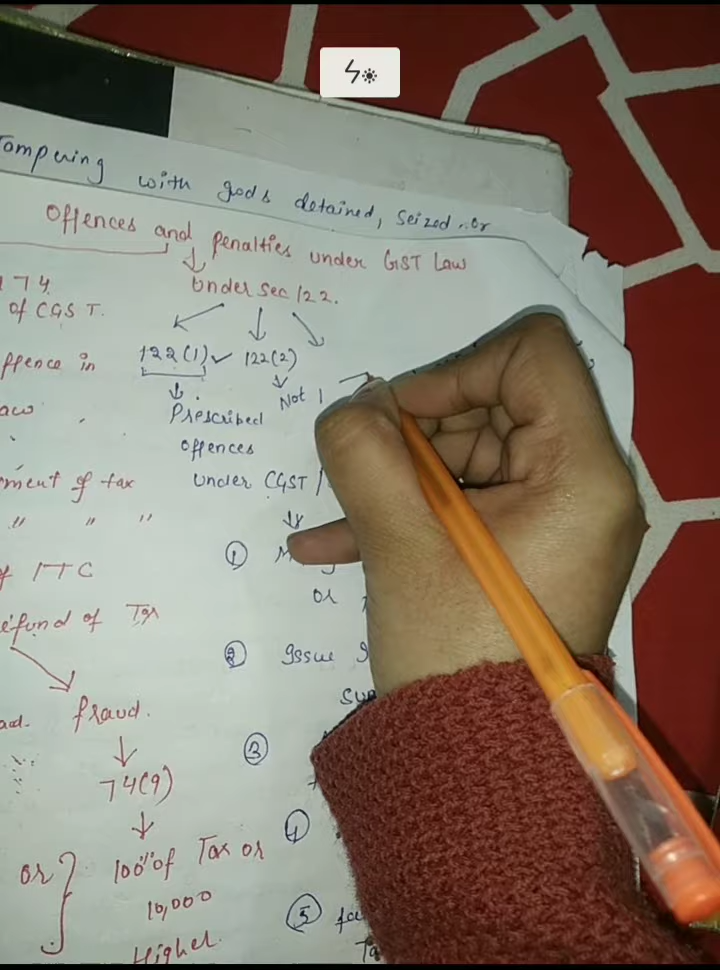 Tampering with gods detained, seized or
Offences and penalties under GST Law
Under sec 122.
174
of CGST.
122(1) ✓ 122(2)
ffence in
Prescribed
offences
under CGST
Not
aw
ment of tax
" " "
of ITC
efund of Tax
fraud.
74(9)
100% of Tax or
10,000
Higher.
or
①
or
② Issue
③
④
⑤